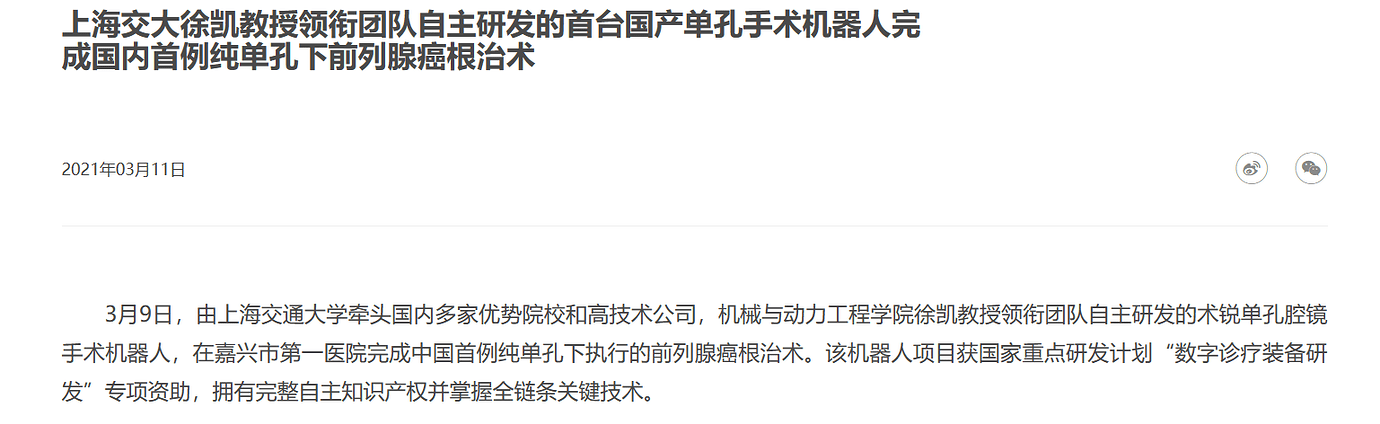 上海交大徐凯教授领衔团队自主研发的首台国产单孔手术机器人完
成国内首例纯单孔下前列腺癌根治术
2021年03月11日
3月9日，由上海交通大学牵头国内多家优势院校和高技术公司，机械与动力工程学院徐凯教授领衔团队自主研发的术锐单孔腔镜
手术机器人，在嘉兴市第一医院完成中国首例纯单孔下执行的前列腺癌根治术。该机器人项目获国家重点研发计划“数字诊疗装备研
发”专项资助，拥有完整自主知识产权并掌握全链条关键技术。